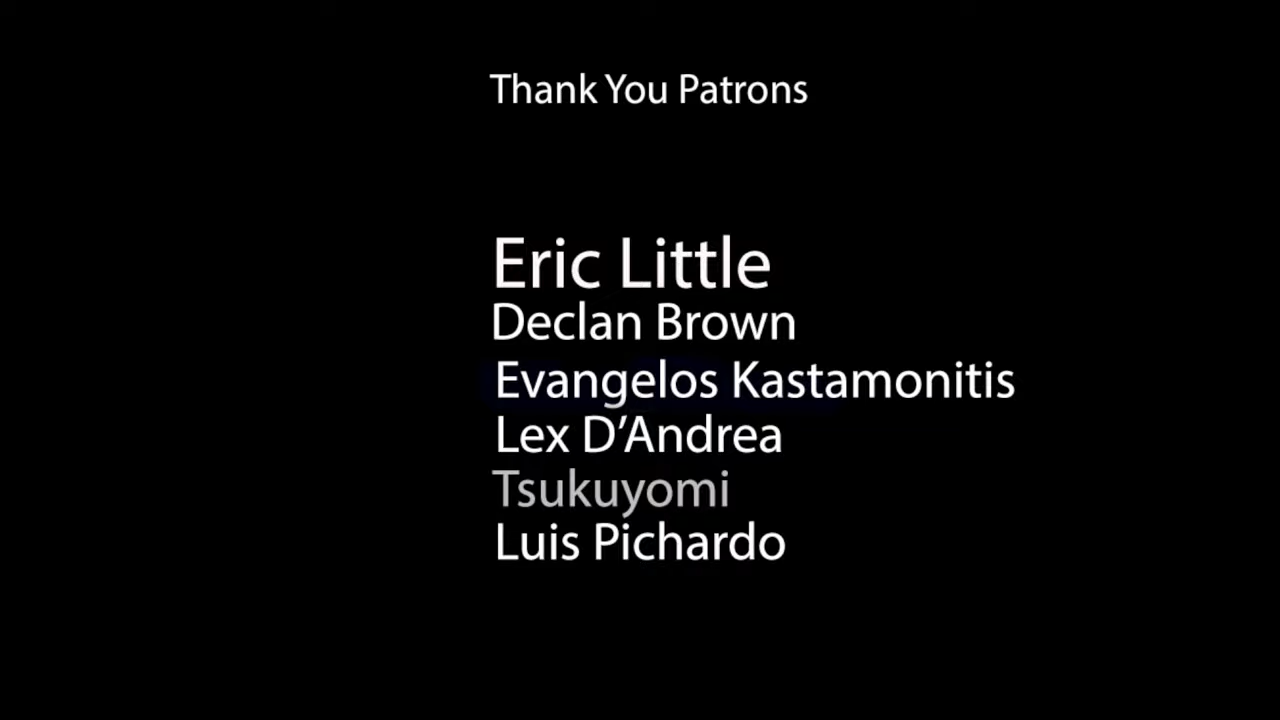 Thank You Patrons
Eric Little
Declan Brown
Evangelos Kastamonitis
Lex D’Andrea
Tsukuyomi
Luis Pichardo